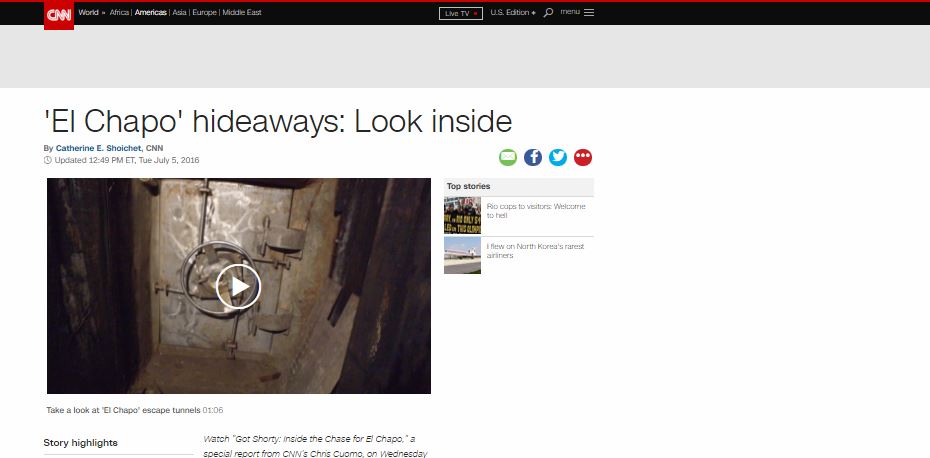 CNN World » Africa | Americas | Asia | Europe | Middle East Live TV U.S. Edition + menu
'El Chapo' hideaways: Look inside
By Catherine E. Shoichet, CNN
Updated 12:49 PM ET, Tue July 5, 2016
Top stories
Rio cops to visitors: Welcome
to hell
I flew on North Korea's rarest
airliners
Take a look at 'El Chapo' escape tunnels 01:06
Story highlights
Watch "Got Shorty: Inside the Chase for El Chapo," a
special report from CNN's Chris Cuomo, on Wednesday